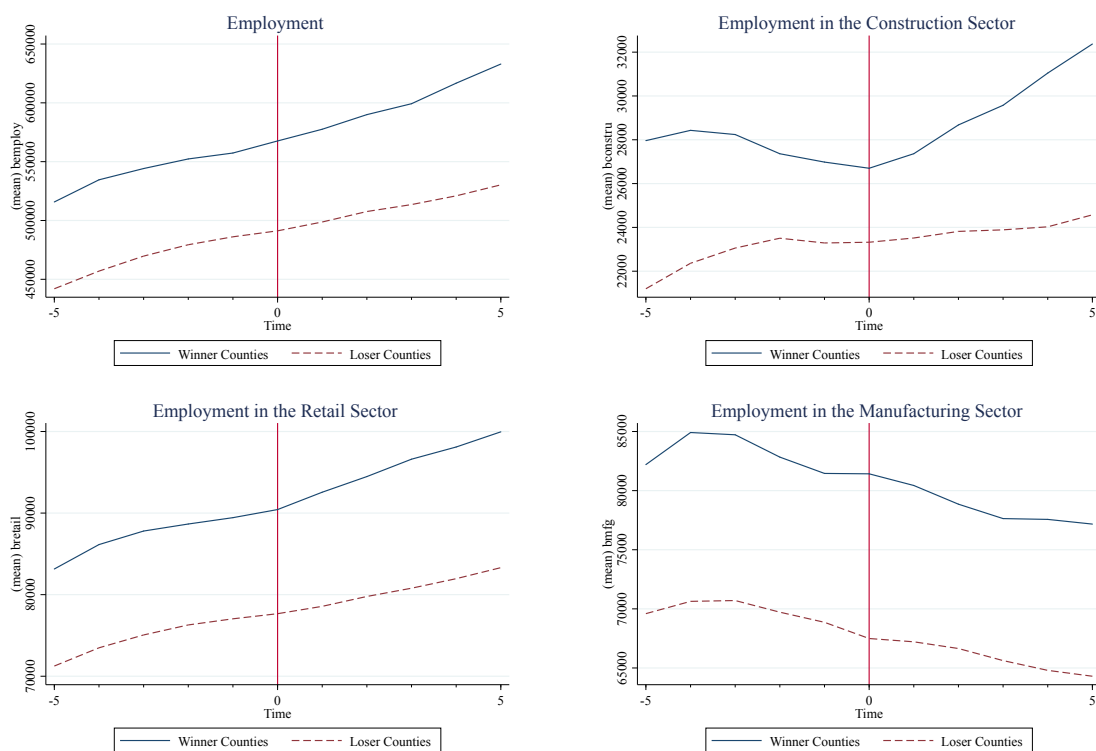 Employment
(mean) bemploy
650000
600000
550000
500000
450000
-5 0 5
Time
Winner Counties Loser Counties
Employment in the Construction Sector
(mean) bconstru
32000
30000
28000
26000
24000
22000
-5 0 5
Time
Winner Counties Loser Counties
Employment in the Retail Sector
(mean) bretail
100000
90000
80000
70000
-5 0 5
Time
Winner Counties Loser Counties
Employment in the Manufacturing Sector
(mean) bmfg
85000
80000
75000
70000
65000
-5 0 5
Time
Winner Counties Loser Counties